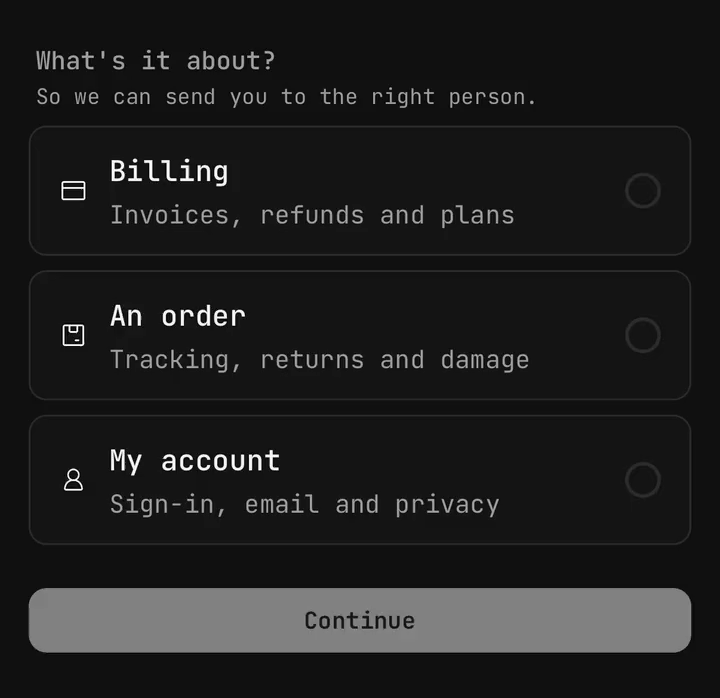 What's it about?
So we can send you to the right person.
Billing
Invoices, refunds and plans
An order
Tracking, returns and damage
My account
Sign-in, email and privacy
Continue